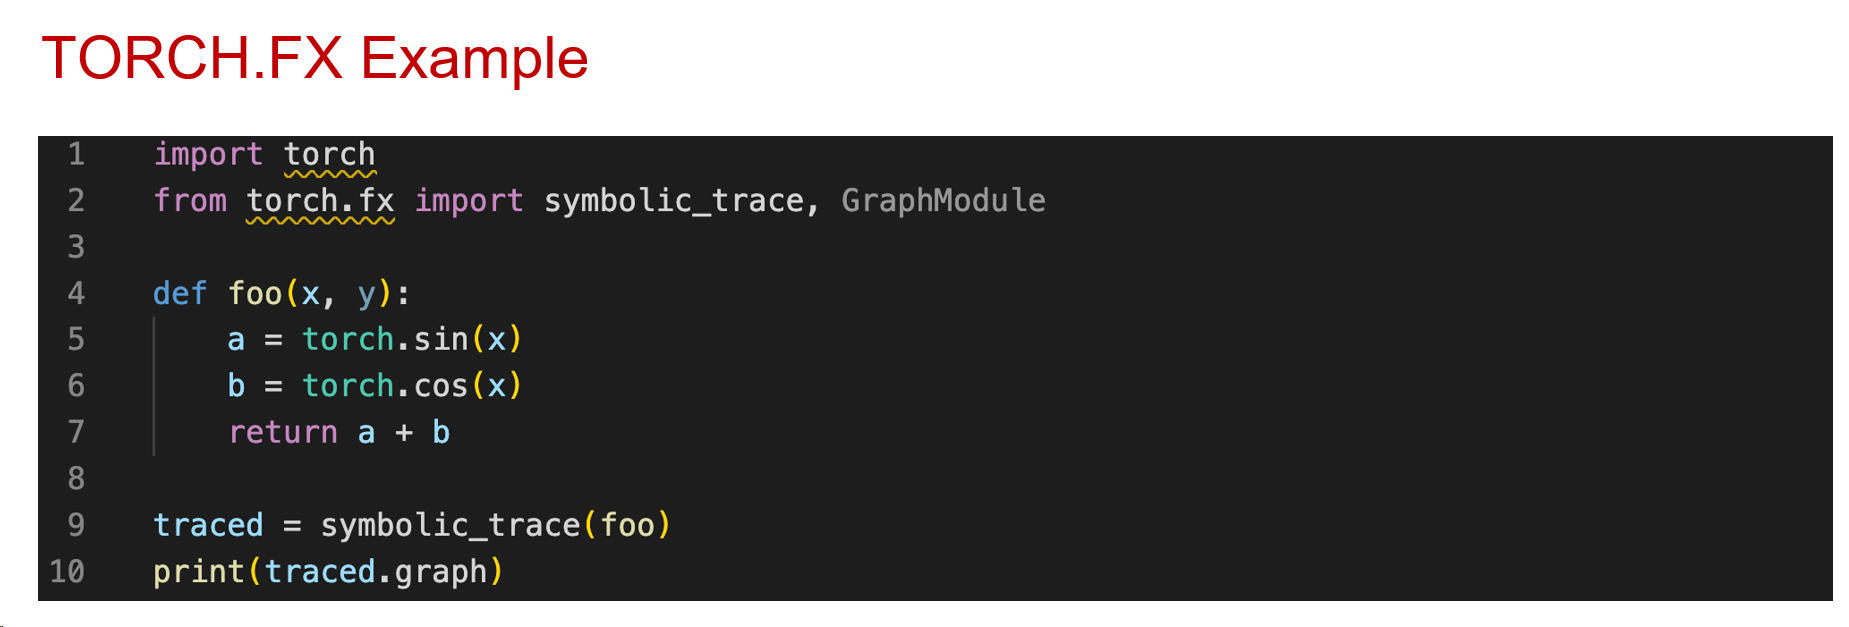 TORCH.FX Example
1 import torch
2 from torch.fx import symbolic_trace, GraphModule
3
4 def foo(x, y):
5     a = torch.sin(x)
6     b = torch.cos(x)
7     return a + b
8
9 traced = symbolic_trace(foo)
10 print(traced.graph)